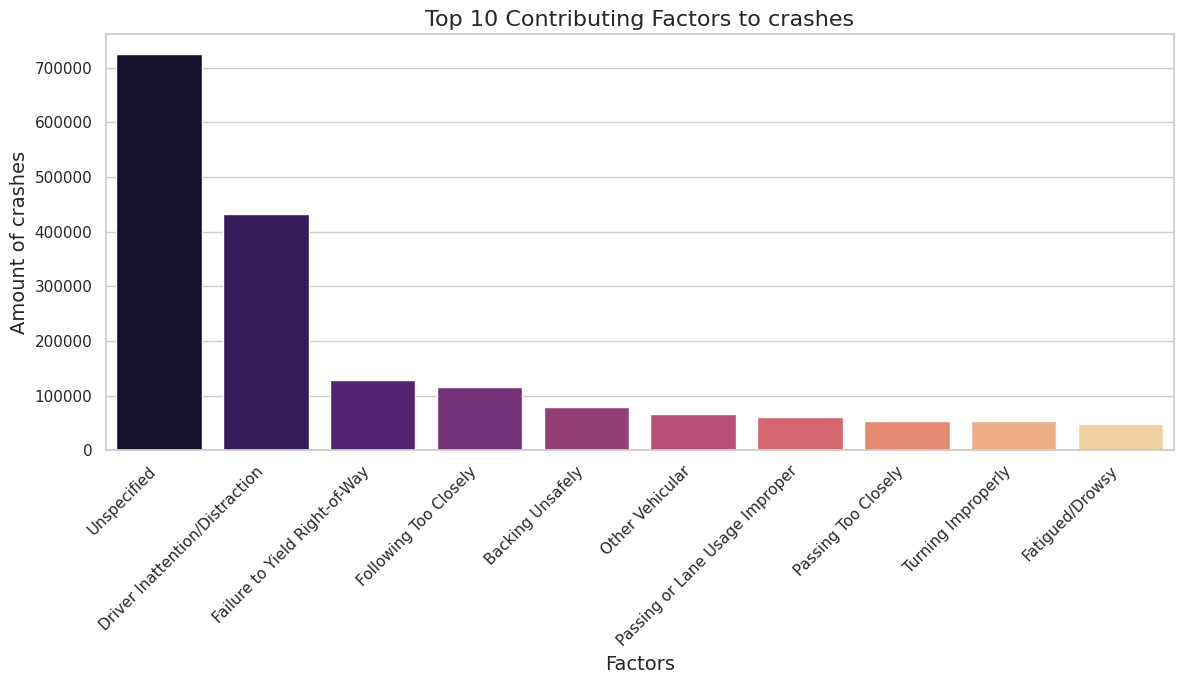 Top 10 Contributing Factors to crashes
Amount of crashes
700000
600000
500000
400000
300000
200000
100000
0
Unspecified
Driver Inattention/Distraction
Failure to Yield Right-of-Way
Following Too Closely
Backing Unsafely
Other Vehicular
Passing or Lane Usage Improper
Passing Too Closely
Turning Improperly
Fatigued/Drowsy
Factors